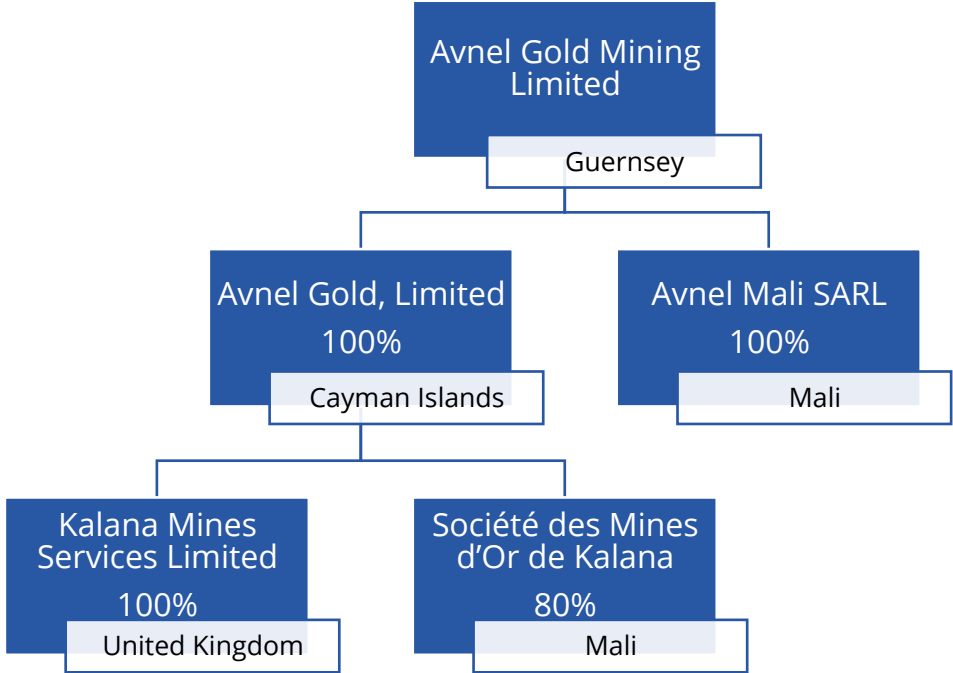 Avnel Gold Mining
Limited
Guernsey
Avnel Gold, Limited
100%
Cayman Islands
Avnel Mali SARL
100%
Mali
Kalana Mines
Services Limited
100%
United Kingdom
Société des Mines
d’Or de Kalana
80%
Mali